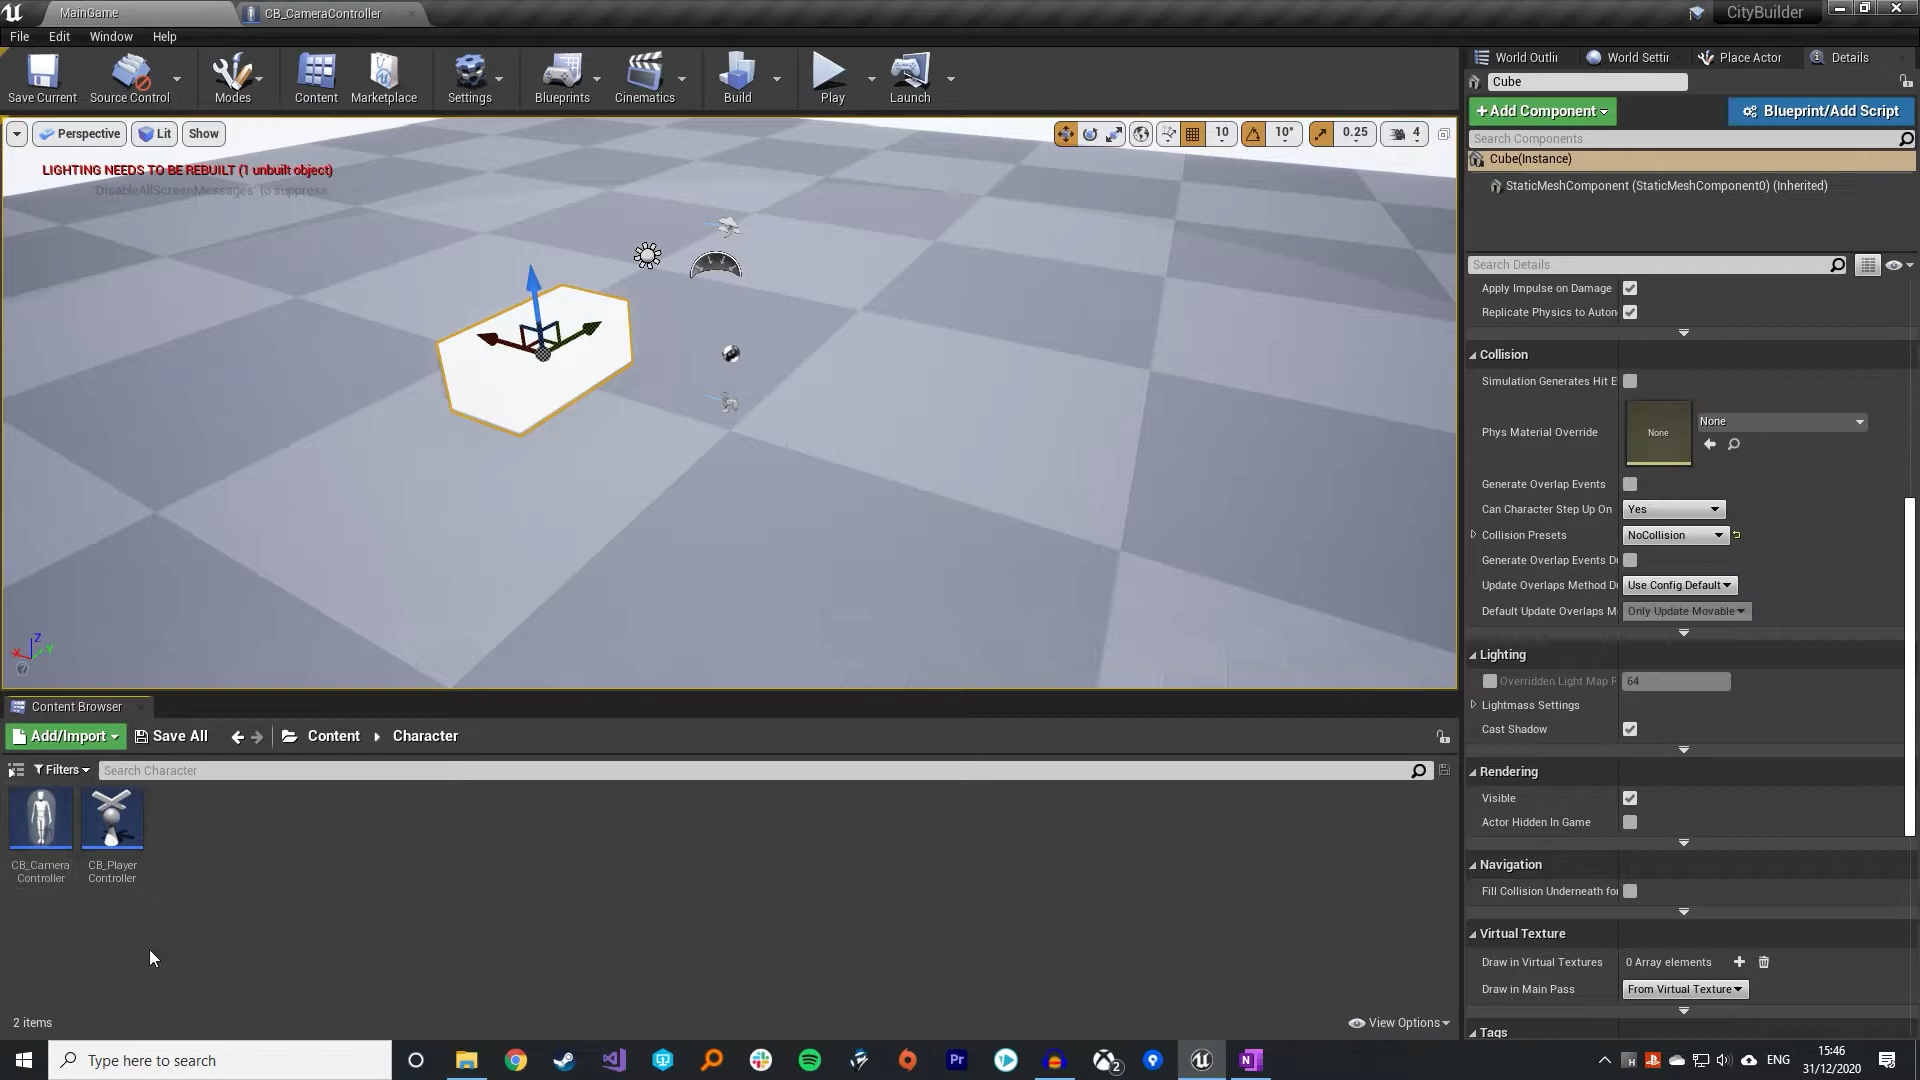 MainGame
CB_CameraController
CityBuilder
File Edit Window Help
World Outli
World Settir
Place Actor
Details
Save Current
Source Control
Modes
Content
Marketplace
Settings
Blueprints
Cinematics
Build
Play
Launch
Cube
+Add Component
Blueprint/Add Script
Search Components
Cube(Instance)
StaticMeshComponent (StaticMeshComponent0) (Inherited)
Perspective
Lit
Show
10
10°
0.25
4
LIGHTING NEEDS TO BE REBUILT (1 unbuilt object)
'DisableAllScreenMessages' to suppress
Z
X
Y
Search Details
Apply Impulse on Damage
Replicate Physics to Auton
Collision
Simulation Generates Hit E
Phys Material Override
None
None
Generate Overlap Events
Can Character Step Up On
Yes
Collision Presets
NoCollision
Generate Overlap Events D
Update Overlaps Method D
Use Config Default
Default Update Overlaps M
Only Update Movable
Lighting
Overridden Light Map R
64
Lightmass Settings
Cast Shadow
Rendering
Visible
Actor Hidden In Game
Navigation
Fill Collision Underneath for
Virtual Texture
Draw in Virtual Textures
0 Array elements
Draw in Main Pass
From Virtual Texture
Tags
Content Browser
Add/Import
Save All
Content
Character
Filters
Search Character
CB_Camera
Controller
CB_Player
Controller
2 items
View Options
Type here to search
Pr
2
N
H
ENG
15:46
31/12/2020